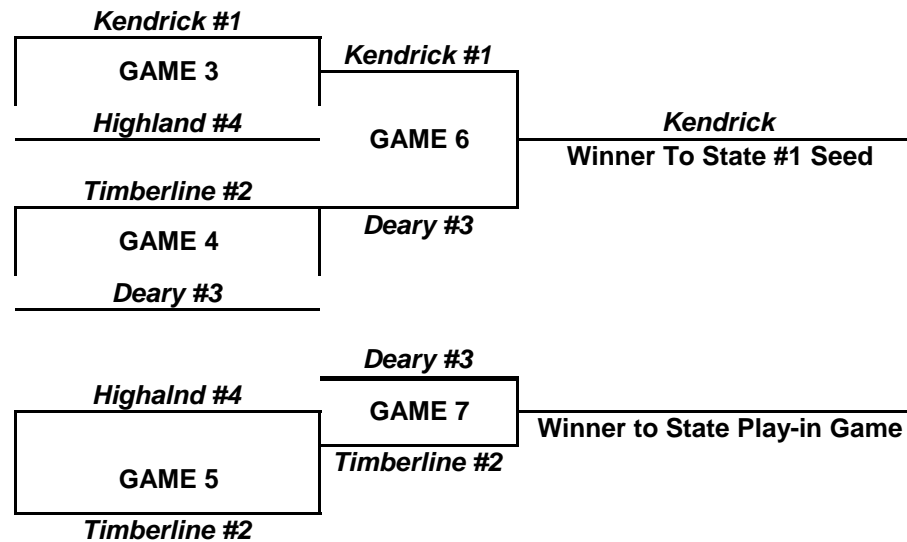 Kendrick #1
GAME 3
Kendrick #1
Highland #4
GAME 6
Kendrick
Winner To State #1 Seed
Timberline #2
GAME 4
Deary #3
Deary #3
Deary #3
Highalnd #4
GAME 7
Winner to State Play-in Game
Timberline #2
GAME 5
Timberline #2